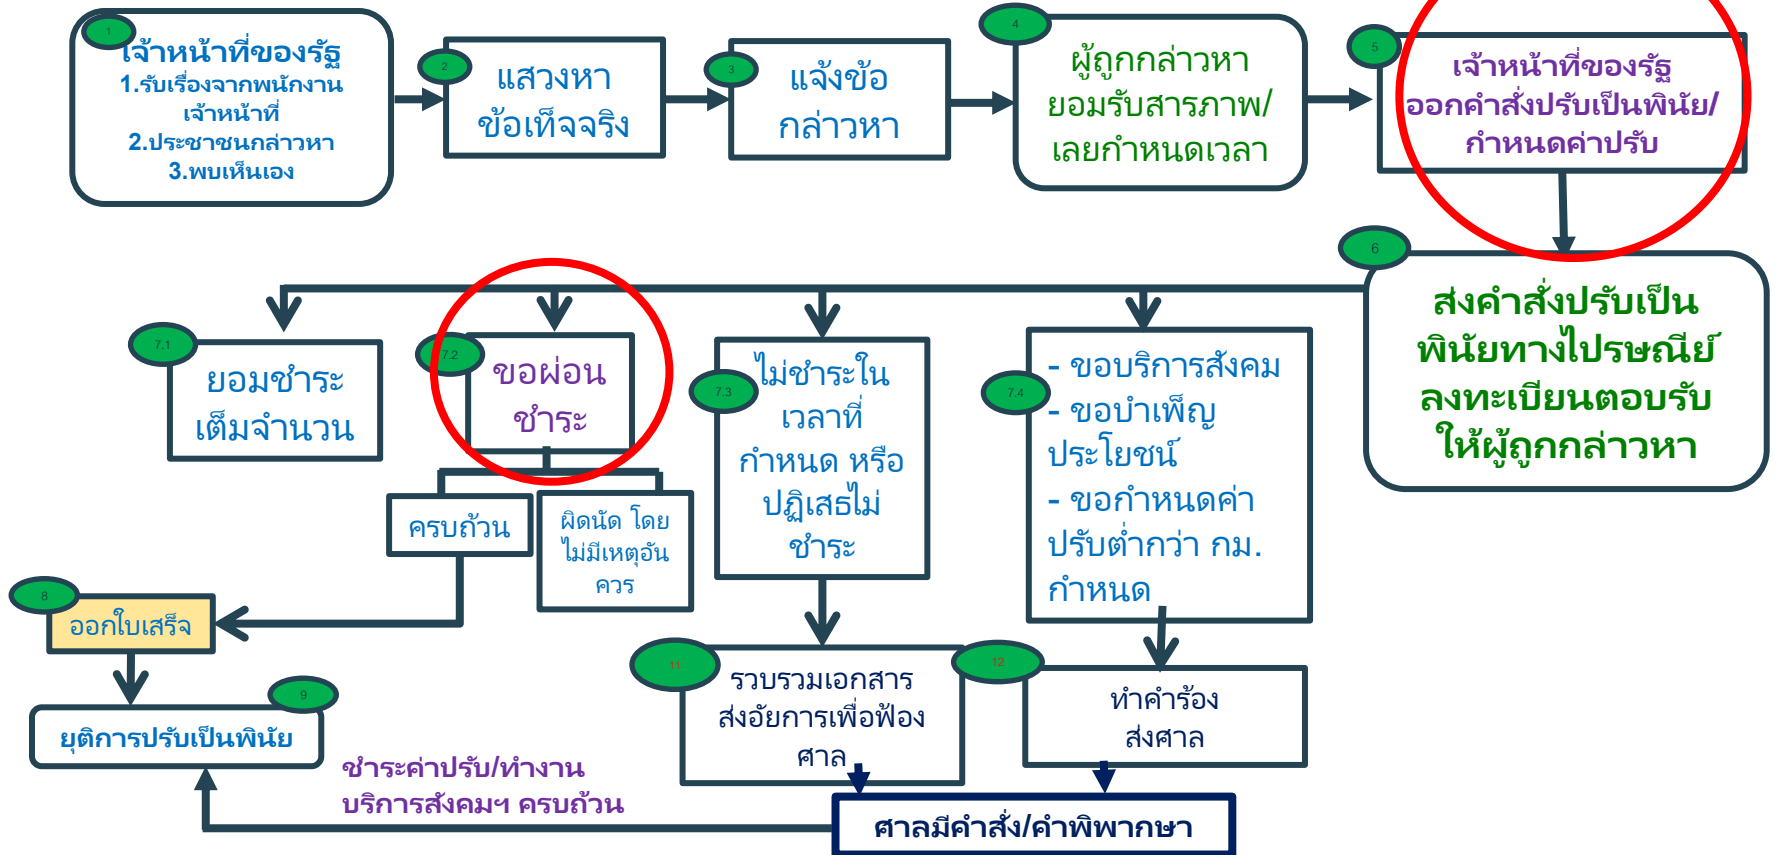 1
เจ้าหน้าที่ของรัฐ
1.รับเรื่องจากพนักงาน
เจ้าหน้าที่
2.ประชาชนกล่าวหา
3.พบเห็นเอง
2
แสวงหา
ข้อเท็จจริง
3
แจ้งข้อ
กล่าวหา
4
ผู้ถูกกล่าวหา
ยอมรับสารภาพ/
เลยกำหนดเวลา
5
เจ้าหน้าที่ของรัฐ
ออกคำสั่งปรับเป็นพินัย/
กำหนดค่าปรับ
6
ส่งคำสั่งปรับเป็น
พินัยทางไปรษณีย์
ลงทะเบียนตอบรับ
ให้ผู้ถูกกล่าวหา
7.1
ยอมชำระ
เต็มจำนวน
7.2
ขอผ่อน
ชำระ
7.3
ไม่ชำระใน
เวลาที่
กำหนด หรือ
ปฏิเสธไม่
ชำระ
7.4
- ขอบริการสังคม
- ขอบำเพ็ญ
ประโยชน์
- ขอกำหนดค่า
ปรับต่ำกว่า กม.
กำหนด
ครบถ้วน
ผิดนัด โดย
ไม่มีเหตุอัน
ควร
8
ออกใบเสร็จ
9
ยุติการปรับเป็นพินัย
11
รวบรวมเอกสาร
ส่งอัยการเพื่อฟ้อง
ศาล
12
ทำคำร้อง
ส่งศาล
ชำระค่าปรับ/ทำงาน
บริการสังคมฯ ครบถ้วน
ศาลมีคำสั่ง/คำพิพากษา